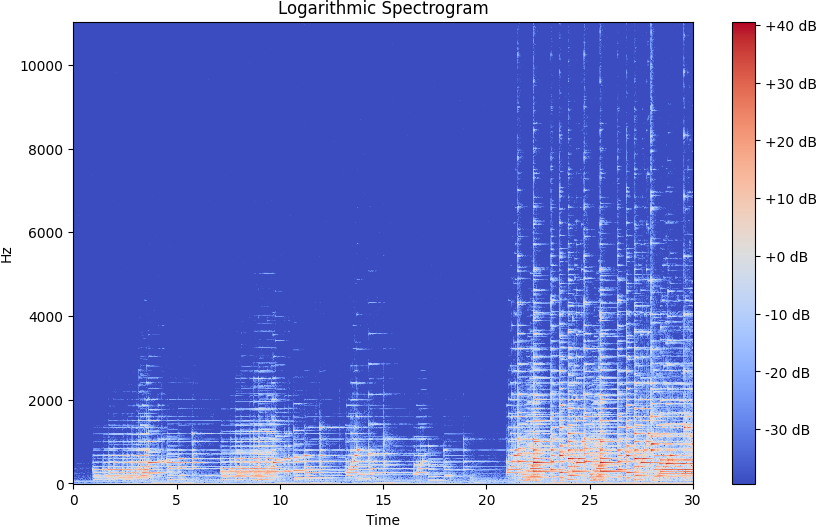 Logarithmic Spectrogram
Hz
10000
8000
6000
4000
2000
0
0 5 10 15 20 25 30
Time
+40 dB
+30 dB
+20 dB
+10 dB
+0 dB
-10 dB
-20 dB
-30 dB